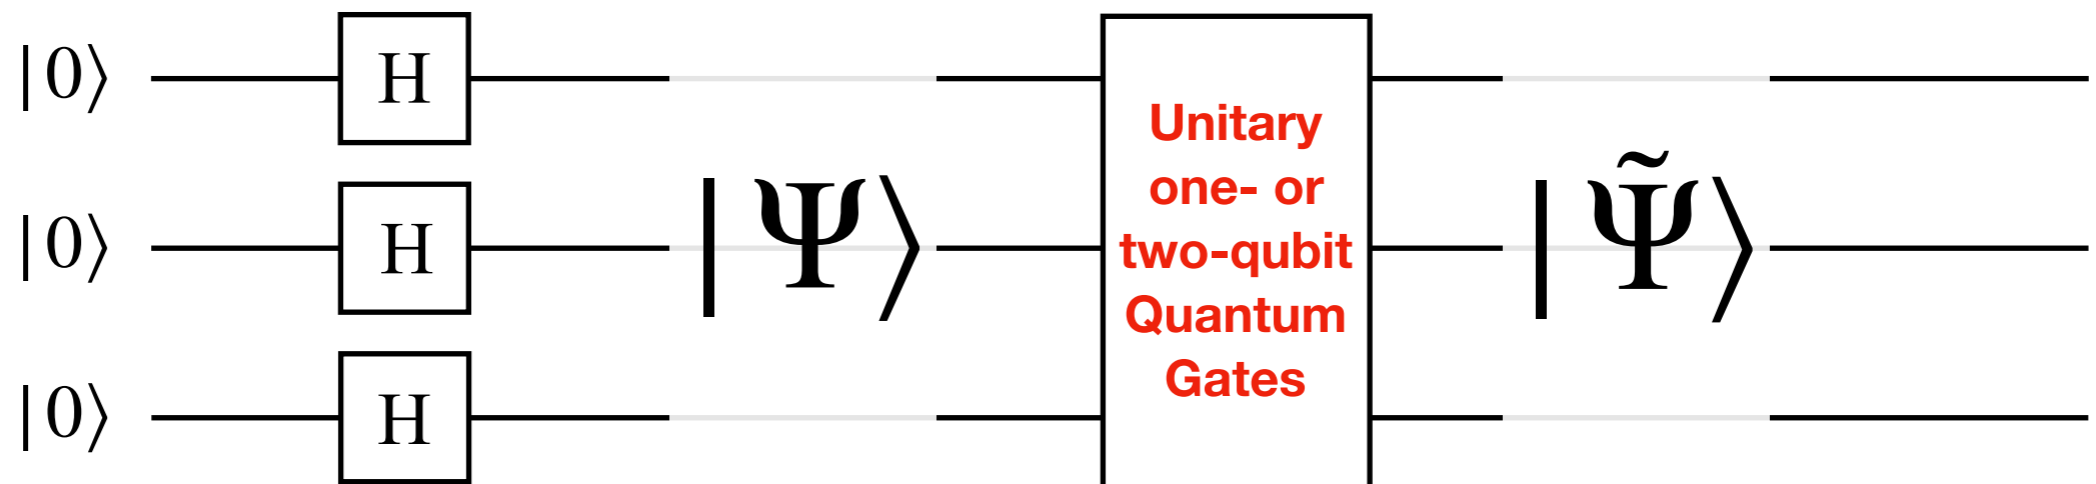 |0⟩ H
|0⟩ H |Ψ⟩ |Ψ̃⟩
|0⟩ H
Unitary
one- or
two-qubit
Quantum
Gates